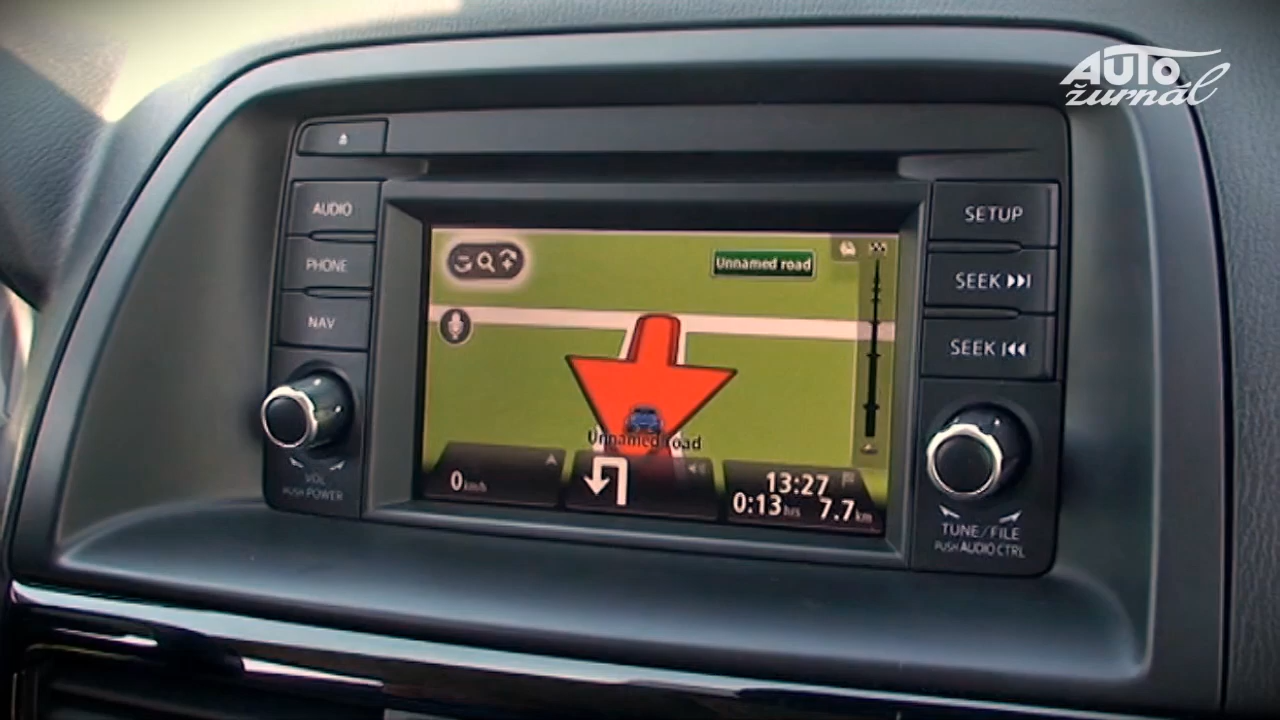 AUTO
žurnál
AUDIO
PHONE
NAV
VOL
PUSH POWER
SETUP
SEEK
SEEK
TUNE/FILE
PUSH AUDIO CTRL
Unnamed road
Unnamed road
0 km/h
13:27
0:13 hrs 7.7 km